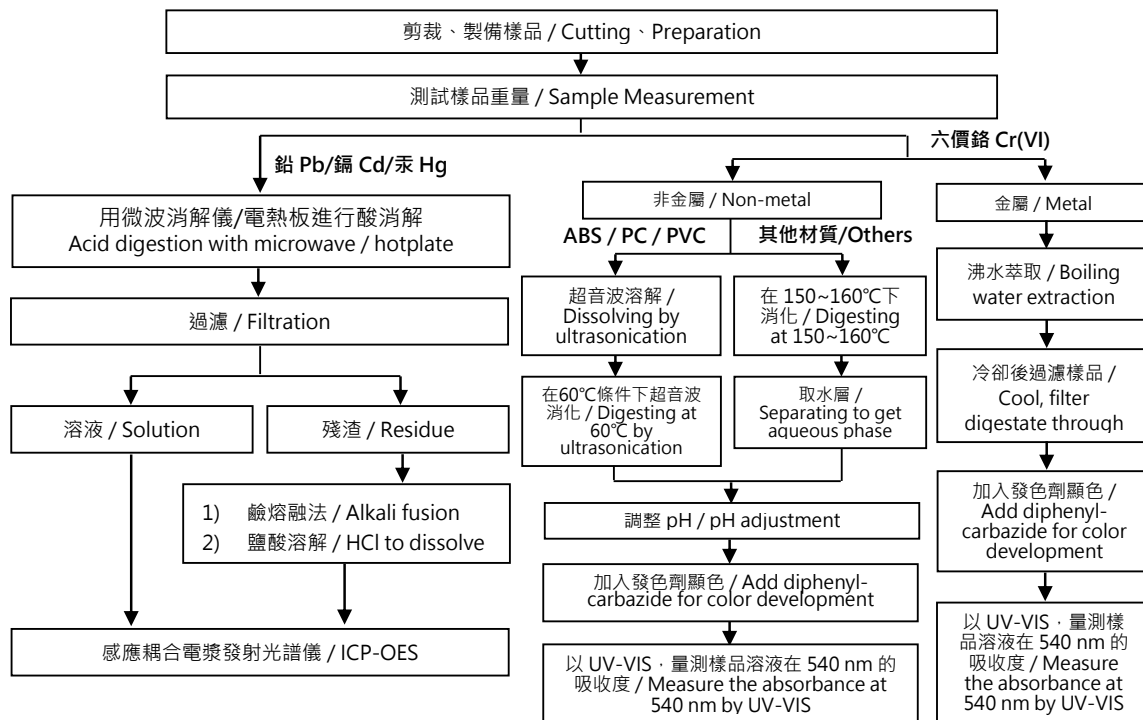 剪裁、製備樣品 / Cutting、Preparation
測試樣品重量 / Sample Measurement
鉛 Pb/鎘 Cd/汞 Hg
六價鉻 Cr(VI)
用微波消解儀/電熱板進行酸消解
Acid digestion with microwave / hotplate
過濾 / Filtration
溶液 / Solution
殘渣 / Residue
1) 鹼熔融法 / Alkali fusion
2) 鹽酸溶解 / HCl to dissolve
感應耦合電漿發射光譜儀 / ICP-OES
非金屬 / Non-metal
ABS / PC / PVC
其他材質/Others
超音波溶解 /
Dissolving by
ultrasonication
在60℃條件下超音波
消化 / Digesting at
60℃ by
ultrasonication
在 150~160℃下
消化 / Digesting
at 150~160℃
取水層 /
Separating to get
aqueous phase
調整 pH / pH adjustment
加入發色劑顯色 / Add diphenyl-
carbazide for color development
以 UV-VIS，量測樣品溶液在 540 nm 的
吸收度 / Measure the absorbance at
540 nm by UV-VIS
金屬 / Metal
沸水萃取 / Boiling
water extraction
冷卻後過濾樣品 /
Cool, filter
digestate through
加入發色劑顯色 /
Add diphenyl-
carbazide for color
development
以 UV-VIS，量測樣
品溶液在 540 nm 的
吸收度 / Measure
the absorbance at
540 nm by UV-VIS